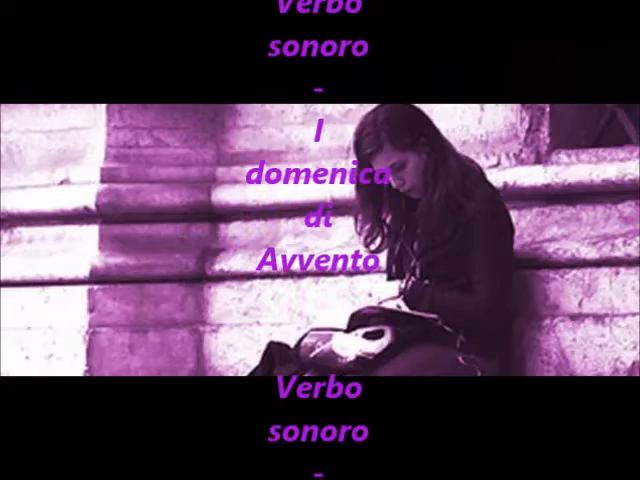 Verbo
sonoro
-
I
domenica
di
Avvento
Verbo
sonoro
-